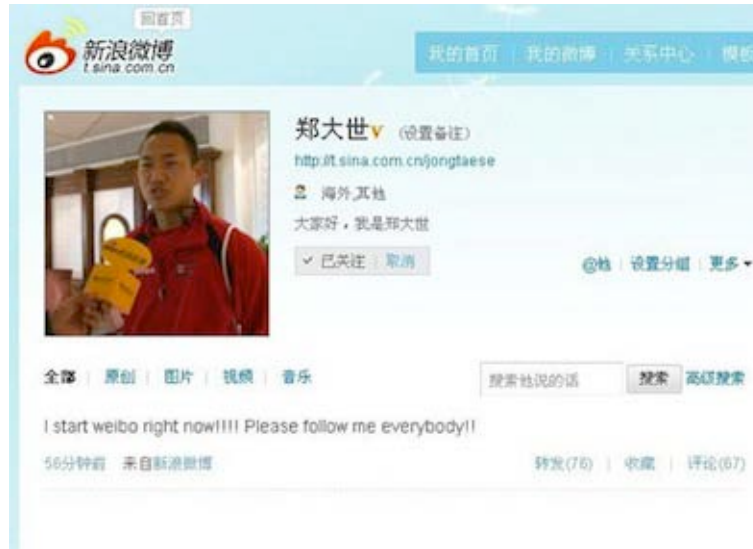 回首页
新浪微博
t.sina.com.cn
我的首页 | 我的微博 | 关系中心 | 模板
郑大世 (设置备注)
http://t.sina.com.cn/jongtaese
海外,其他
大家好，我是郑大世
已关注 | 取消
@他 | 设置分组 | 更多
全部 | 原创 | 图片 | 视频 | 音乐
搜索他说的话 搜索 高级搜索
I start weibo right now!!!! Please follow me everybody!!
56分钟前 来自新浪微博
转发(76) | 收藏 | 评论(67)